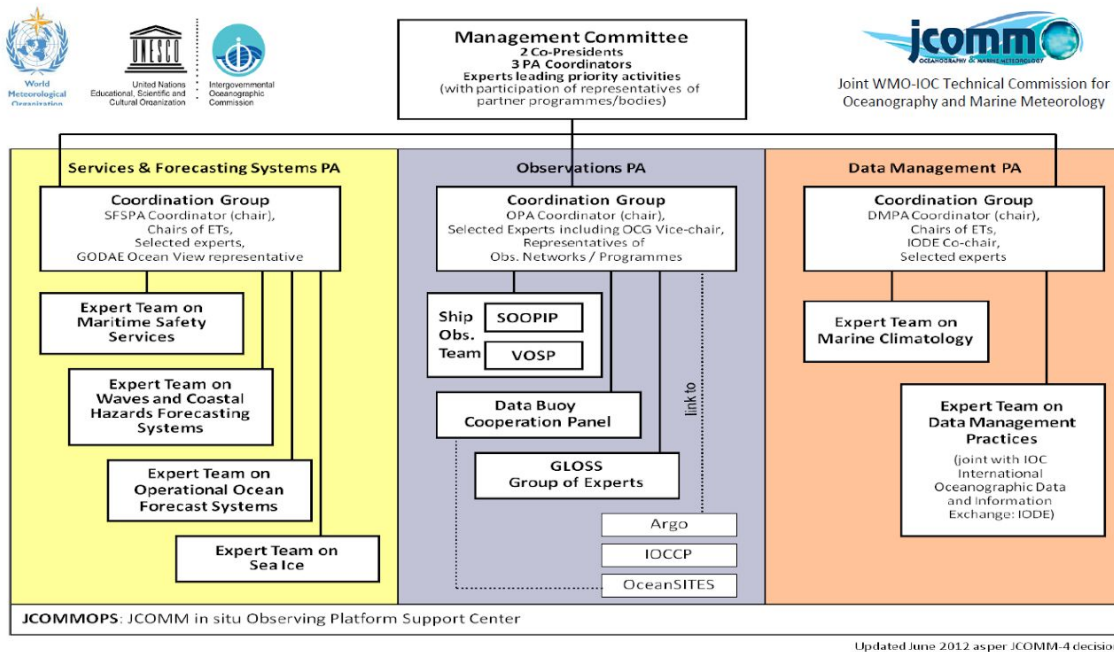 World
Meteorological
Organization
UNESCO
United Nations
Educational, Scientific and
Cultural Organization
Intergovernmental
Oceanographic
Commission
Management Committee
2 Co-Presidents
3 PA Coordinators
Experts leading priority activities
(with participation of representatives of
partner programmes/bodies)
jcomm
OCEANOGRAPHY & MARINE METEOROLOGY
Joint WMO-IOC Technical Commission for
Oceanography and Marine Meteorology
Services & Forecasting Systems PA
Coordination Group
SFSPA Coordinator (chair),
Chairs of ETs,
Selected experts,
GODAE Ocean View representative
Expert Team on
Maritime Safety
Services
Expert Team on
Waves and Coastal
Hazards Forecasting
Systems
Expert Team on
Operational Ocean
Forecast Systems
Expert Team on
Sea Ice
Observations PA
Coordination Group
OPA Coordinator (chair),
Selected Experts including OCG Vice-chair,
Representatives of
Obs. Networks / Programmes
Ship
Obs.
Team
SOOPIP
VOSP
Data Buoy
Cooperation Panel
GLOSS
Group of Experts
link to
Argo
IOCCP
OceanSITES
Data Management PA
Coordination Group
DMPA Coordinator (chair),
Chairs of ETs,
IODE Co-chair,
Selected experts
Expert Team on
Marine Climatology
Expert Team on
Data Management
Practices
(joint with IOC
International
Oceanographic Data
and Information
Exchange: IODE)
JCOMMOPS: JCOMM in situ Observing Platform Support Center
Updated June 2012 as per JCOMM-4 decision